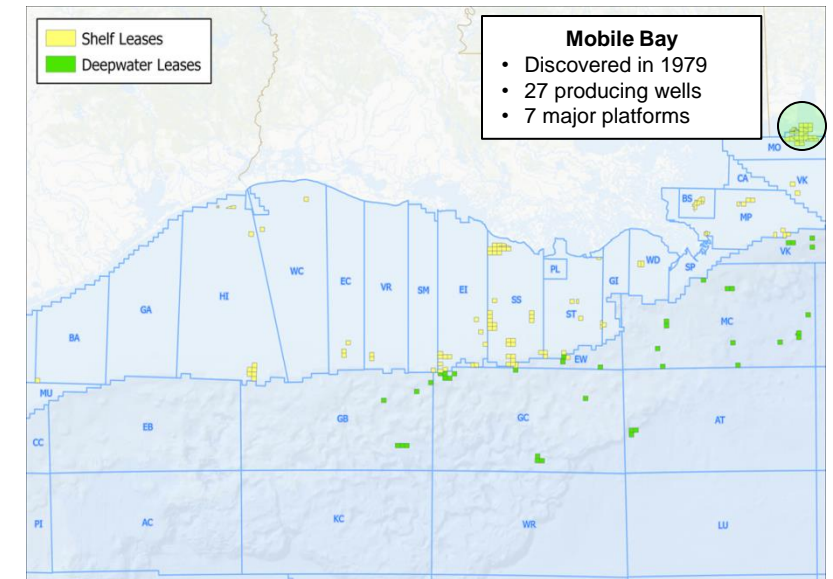 Shelf Leases
Deepwater Leases
Mobile Bay
• Discovered in 1979
• 27 producing wells
• 7 major platforms
MO
CA
VK
BS
MP
WC
EC
VR
SM
EI
PL
GI
WD
SP
VK
HI
SS
ST
GA
MC
BA
EW
MU
GB
GC
AT
EB
CC
PI
AC
KC
WR
LU